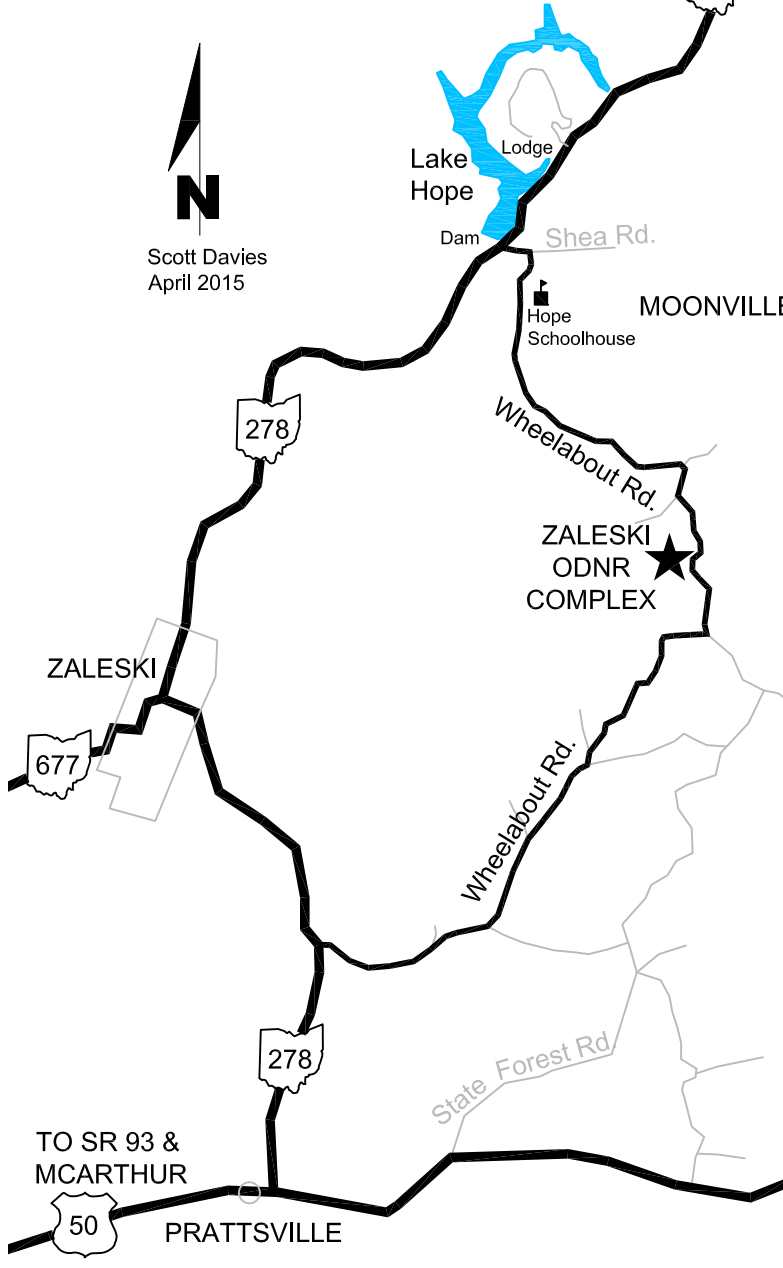 Lodge
Lake
Hope
N
Dam
Shea Rd.
Scott Davies
April 2015
MOONVILLE
Hope
Schoolhouse
278
Wheelabout Rd.
ZALESKI
ODNR
COMPLEX
ZALESKI
677
Wheelabout Rd.
278
State Forest Rd.
TO SR 93 &
MCARTHUR
50
PRATTSVILLE